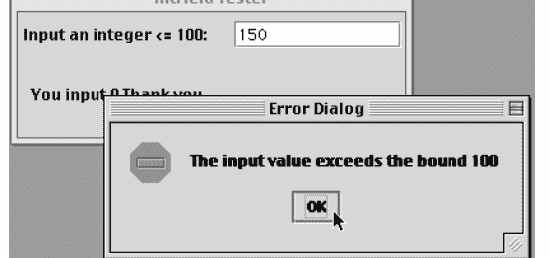 Tester
Input an integer <= 100:
150
You input 0 Thank you
Error Dialog
The input value exceeds the bound 100
OK